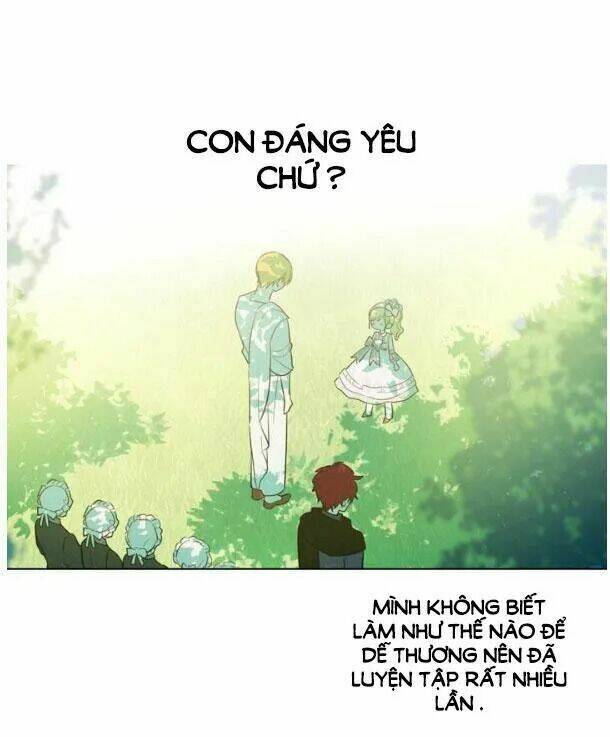 CON ĐÁNG YÊU
CHỨ ?
MÌNH KHÔNG BIẾT
LÀM NHƯ THẾ NÀO ĐỂ
DỄ THƯƠNG NÊN ĐÃ
LUYỆN TẬP RẤT NHIỀU
LẦN .